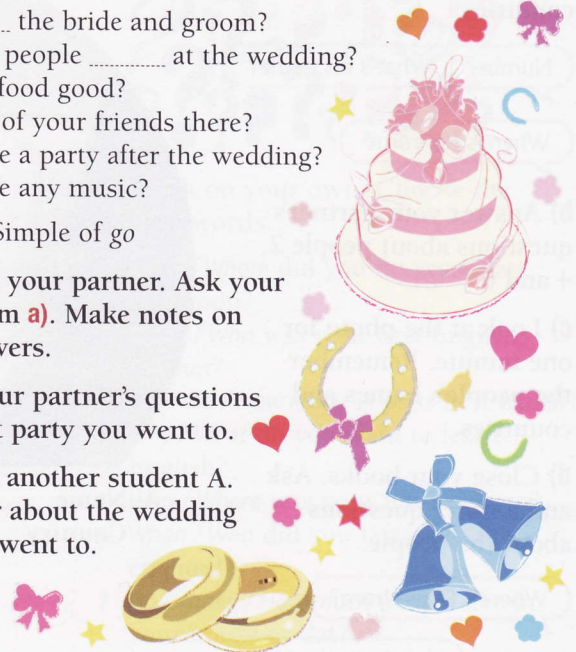 the bride and groom?
people ........ at the wedding?
food good?
of your friends there?
e a party after the wedding?
e any music?
Simple of go
your partner. Ask your
m a). Make notes on
vers.
ur partner's questions
t party you went to.
another student A.
r about the wedding
went to.